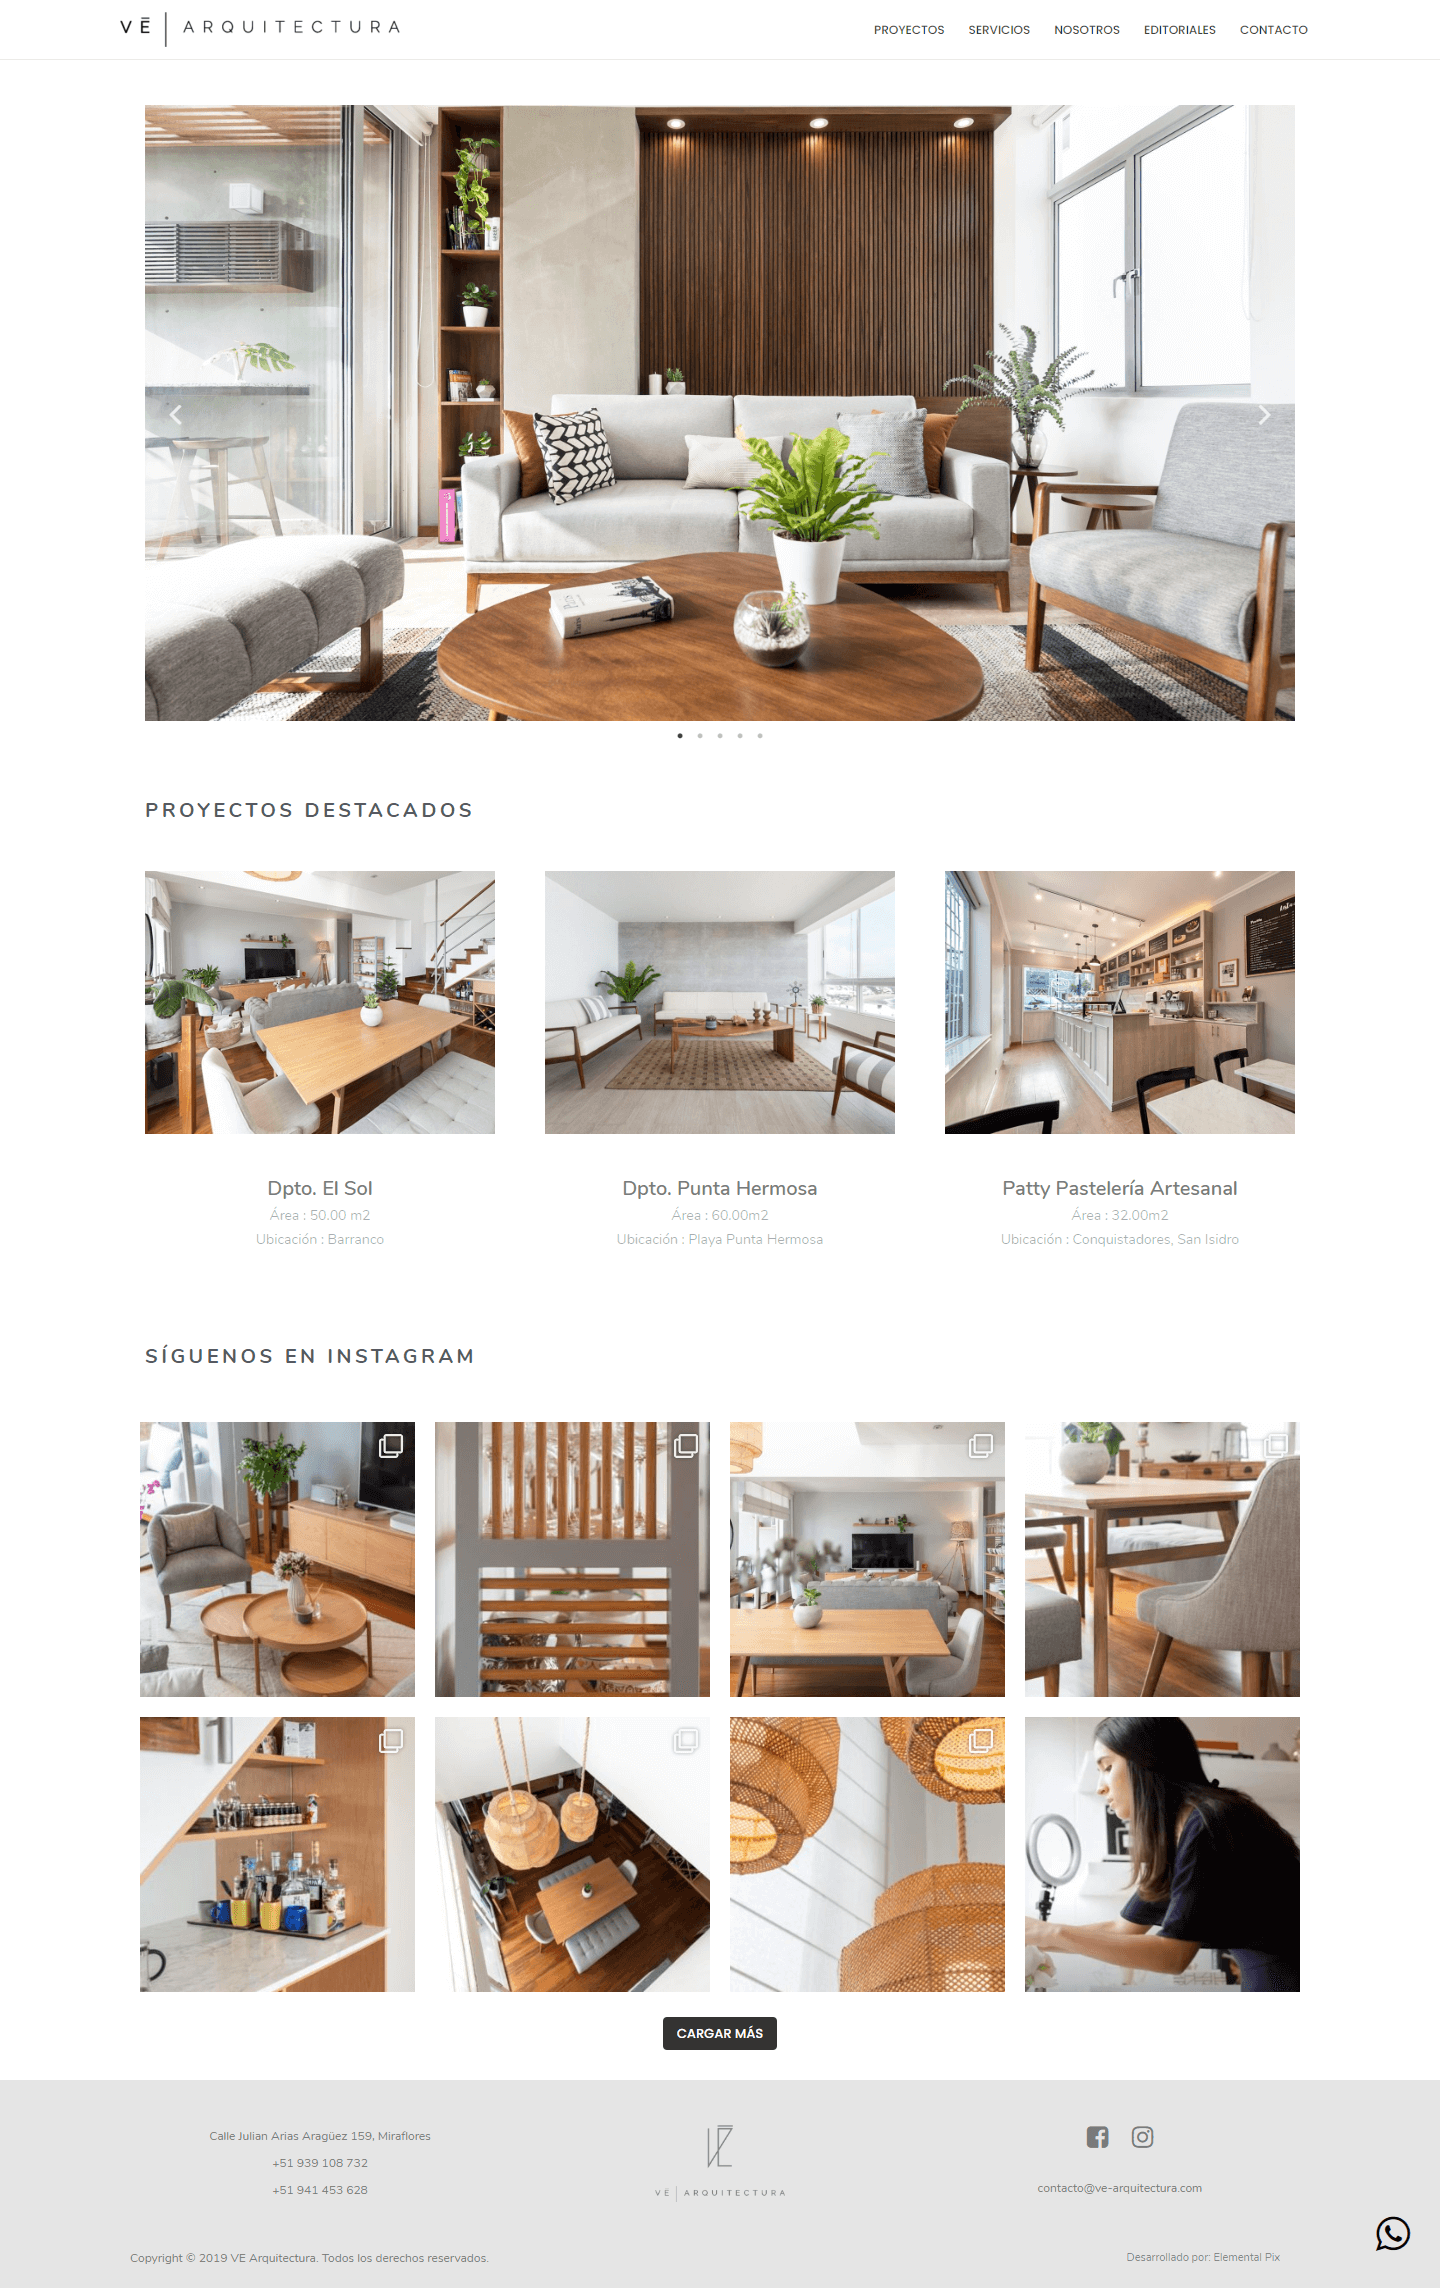 VĒ | ARQUITECTURA
PROYECTOS SERVICIOS NOSOTROS EDITORIALES CONTACTO
PROYECTOS DESTACADOS
Dpto. El Sol
Área : 50.00 m2
Ubicación : Barranco
Dpto. Punta Hermosa
Área : 60.00m2
Ubicación : Playa Punta Hermosa
Patty Pastelería Artesanal
Área : 32.00m2
Ubicación : Conquistadores, San Isidro
SÍGUENOS EN INSTAGRAM
CARGAR MÁS
Calle Julian Arias Aragüez 159, Miraflores
+51 939 108 732
+51 941 453 628
VĒ | ARQUITECTURA
contacto@ve-arquitectura.com
Copyright © 2019 VE Arquitectura. Todos los derechos reservados.
Desarrollado por: Elemental Pix